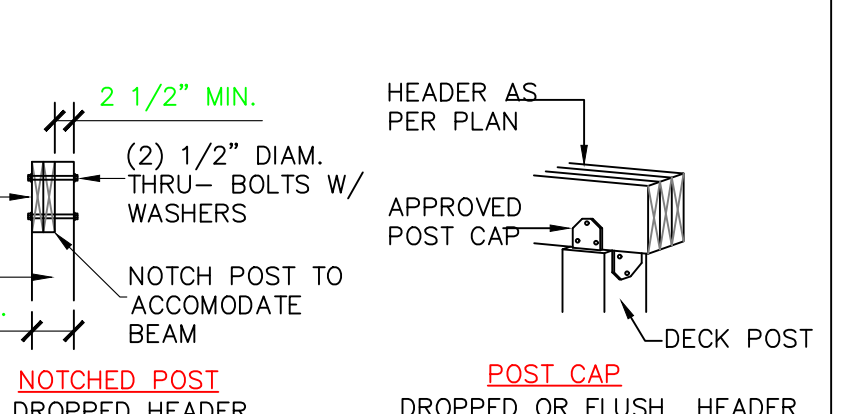 2 1/2" MIN.
(2) 1/2" DIAM.
THRU- BOLTS W/
WASHERS
NOTCH POST TO
ACCOMODATE
BEAM
NOTCHED POST
DROPPED HEADER
HEADER AS
PER PLAN
APPROVED
POST CAP
DECK POST
POST CAP
DROPPED OR FLUSH HEADER